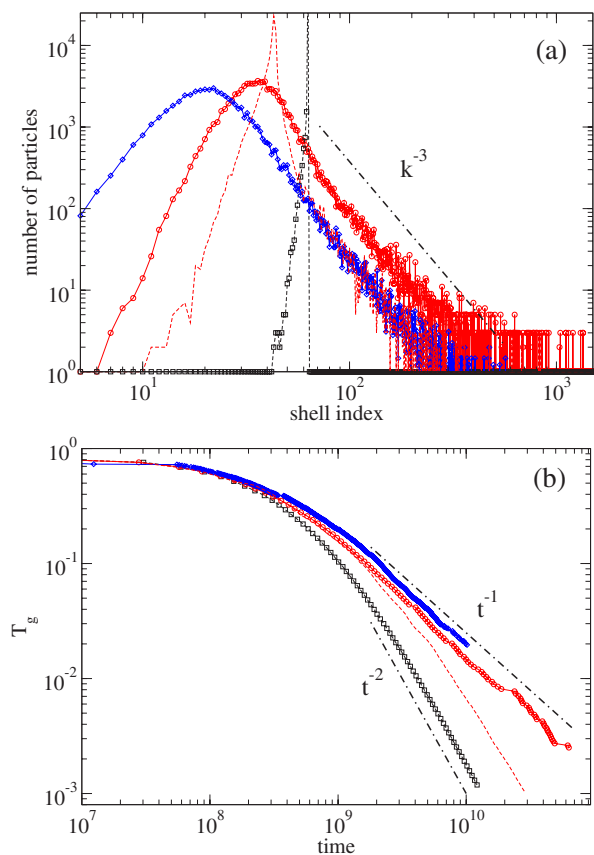 (a)
10^4
10^3
10^2
10^1
10^0
number of particles
k^-3
10^1
10^2
10^3
shell index
(b)
10^0
10^-1
10^-2
10^-3
T_g
t^-1
t^-2
10^7
10^8
10^9
10^10
time